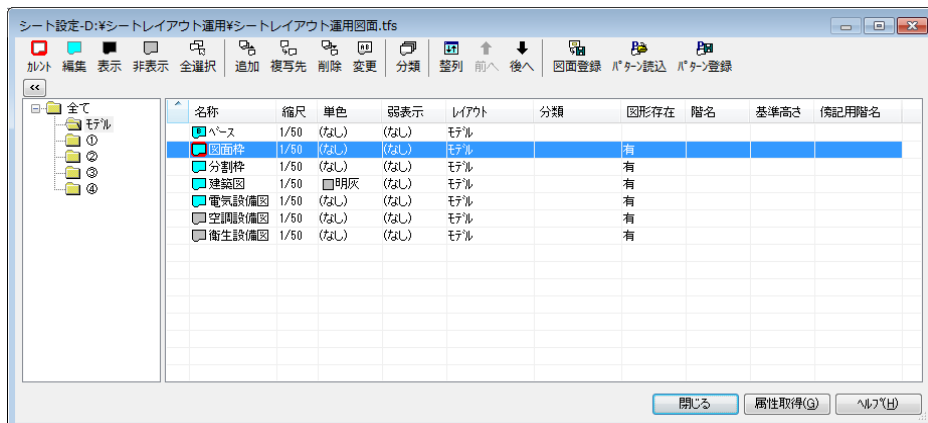 シート設定-D:¥シートレイアウト運用¥シートレイアウト運用図面.tfs
ｶﾚﾝﾄ 編集 表示 非表示 全選択 追加 複写先 削除 変更 分類 整列 前へ 後へ 図面登録 ﾊﾟﾀｰﾝ読込 ﾊﾟﾀｰﾝ登録
<<
全て
ﾓﾃﾞﾙ
①
②
③
④
名称 縮尺 単色 弱表示 ﾚｲｱｳﾄ 分類 図形存在 階名 基準高さ 傍記用階名
ﾍﾞｰｽ 1/50 (なし) (なし) ﾓﾃﾞﾙ
図面枠 1/50 (なし) (なし) ﾓﾃﾞﾙ 有
分割枠 1/50 (なし) (なし) ﾓﾃﾞﾙ 有
建築図 1/50 明灰 (なし) ﾓﾃﾞﾙ 有
電気設備図 1/50 (なし) (なし) ﾓﾃﾞﾙ 有
空調設備図 1/50 (なし) (なし) ﾓﾃﾞﾙ 有
衛生設備図 1/50 (なし) (なし) ﾓﾃﾞﾙ 有
閉じる 属性取得(G) ﾍﾙﾌﾟ(H)